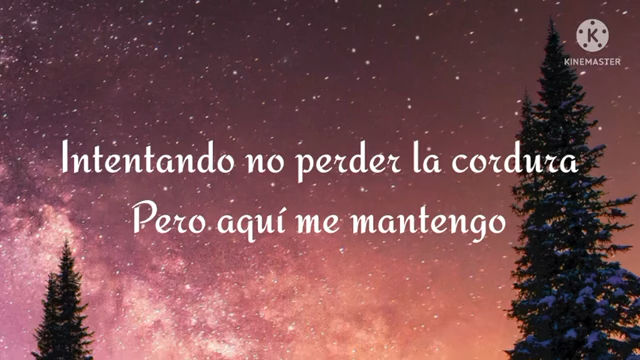 K
KINEMASTER
Intentando no perder la cordura
Pero aquí me mantengo